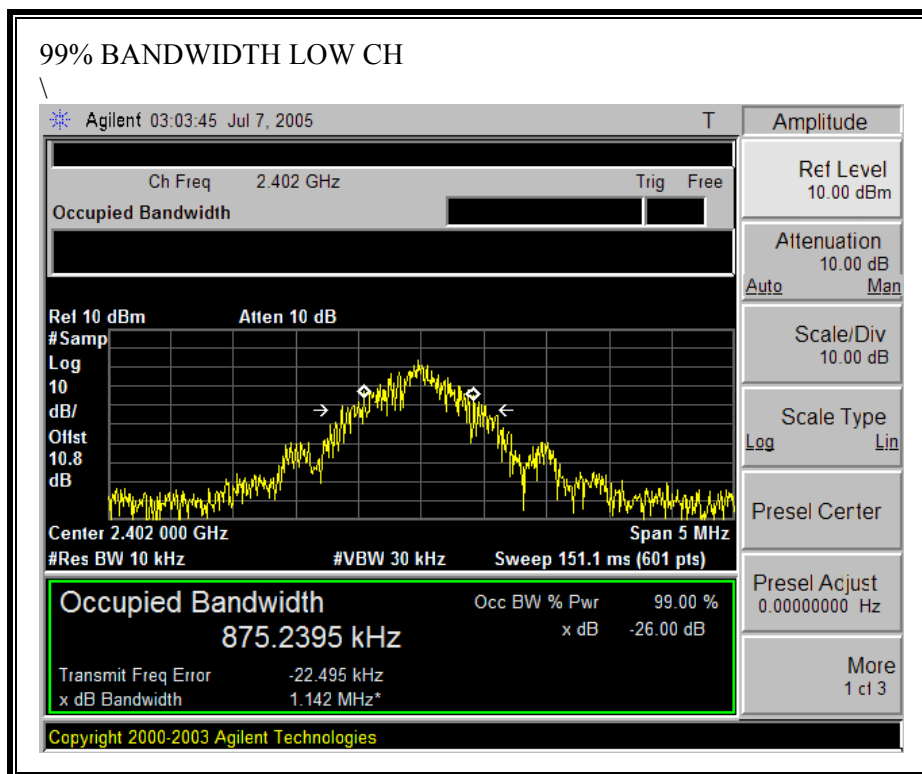 99% BANDWIDTH LOW CH
\
Agilent 03:03:45 Jul 7, 2005 T
Ch Freq 2.402 GHz Trig Free
Occupied Bandwidth
Ref 10 dBm Atten 10 dB
#Samp
Log
10
dB/
Offst
10.8
dB
Center 2.402 000 GHz Span 5 MHz
#Res BW 10 kHz #VBW 30 kHz Sweep 151.1 ms (601 pts)
Occupied Bandwidth
875.2395 kHz
Occ BW % Pwr 99.00 %
x dB -26.00 dB
Transmit Freq Error -22.495 kHz
x dB Bandwidth 1.142 MHz*
Copyright 2000-2003 Agilent Technologies
Amplitude
Ref Level
10.00 dBm
Attenuation
10.00 dB
Auto Man
Scale/Div
10.00 dB
Scale Type
Log Lin
Presel Center
Presel Adjust
0.00000000 Hz
More
1 of 3